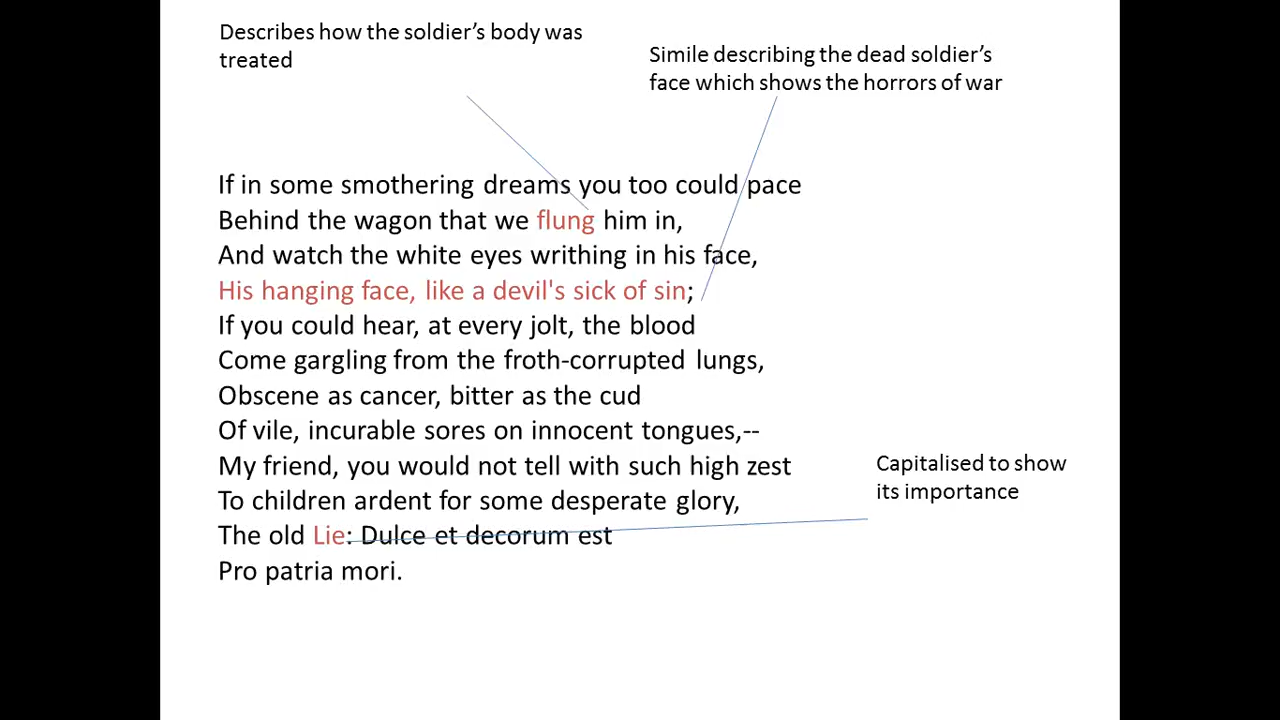 Describes how the soldier's body was
treated
Simile describing the dead soldier's
face which shows the horrors of war
If in some smothering dreams you too could pace
Behind the wagon that we flung him in,
And watch the white eyes writhing in his face,
His hanging face, like a devil's sick of sin;
If you could hear, at every jolt, the blood
Come gargling from the froth-corrupted lungs,
Obscene as cancer, bitter as the cud
Of vile, incurable sores on innocent tongues,--
My friend, you would not tell with such high zest
To children ardent for some desperate glory,
The old Lie: Dulce et decorum est
Pro patria mori.
Capitalised to show
its importance